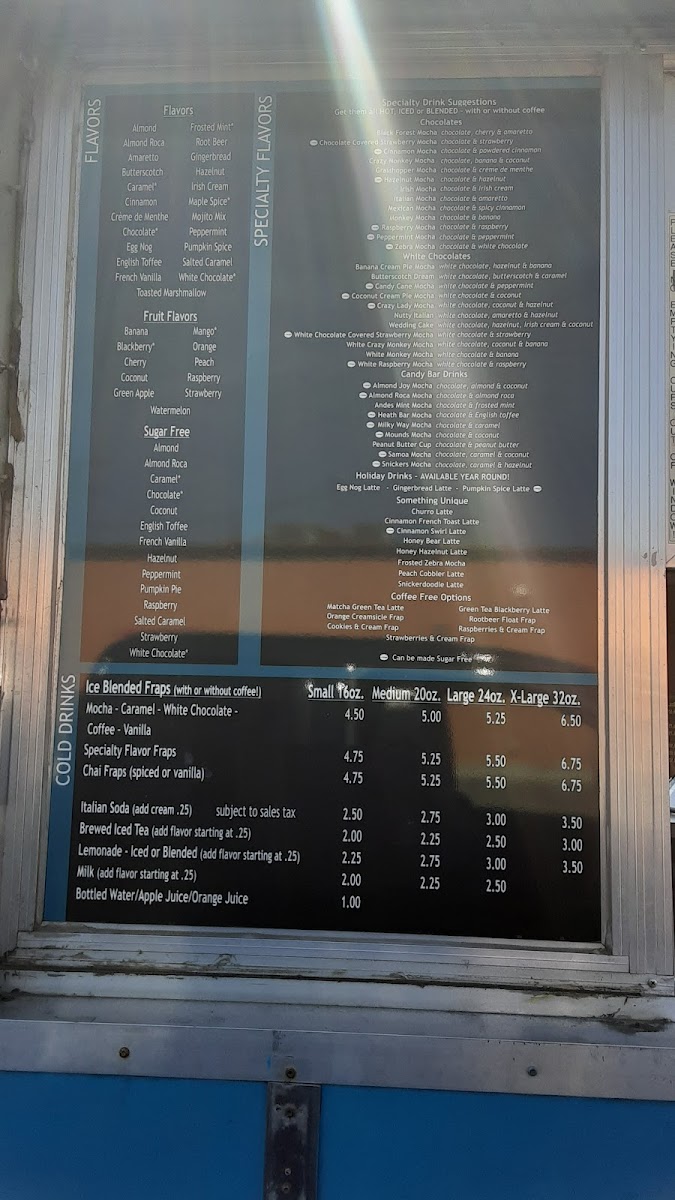 FLAVORS
Flavors
Almond Frosted Mint*
Almond Roca Root Beer
Amaretto Gingerbread
Butterscotch Hazelnut
Caramel* Irish Cream
Cinnamon Maple Spice*
Crème de Menthe Mojito Mix
Chocolate* Peppermint
Egg Nog Pumpkin Spice
English Toffee Salted Caramel
French Vanilla White Chocolate*
Toasted Marshmallow
Fruit Flavors
Banana Mango*
Blackberry* Orange
Cherry Peach
Coconut Raspberry
Green Apple Strawberry
Watermelon
Sugar Free
Almond
Almond Roca
Caramel*
Chocolate*
Coconut
English Toffee
French Vanilla
Hazelnut
Peppermint
Pumpkin Pie
Raspberry
Salted Caramel
Strawberry
White Chocolate*
SPECIALTY FLAVORS
Specialty Drink Suggestions
Get them all HOT, ICED or BLENDED - with or without coffee
Chocolates
Black Forest Mocha chocolate, cherry & amaretto
Chocolate Covered Strawberry Mocha chocolate & strawberry
Cinnamon Mocha chocolate & powdered cinnamon
Crazy Monkey Mocha chocolate, banana & coconut
Grasshopper Mocha chocolate & crème de menthe
Hazelnut Mocha chocolate & hazelnut
Irish Mocha chocolate & irish cream
Italian Mocha chocolate & amaretto
Mexican Mocha chocolate & spicy cinnamon
Monkey Mocha chocolate & banana
Raspberry Mocha chocolate & raspberry
Peppermint Mocha chocolate & peppermint
Zebra Mocha chocolate & white chocolate
White Chocolates
Banana Cream Pie Mocha white chocolate, hazelnut & banana
Butterscotch Dream white chocolate, butterscotch & caramel
Candy Cane Mocha white chocolate & peppermint
Coconut Cream Pie Mocha white chocolate & coconut
Crazy Lady Mocha white chocolate, coconut & hazelnut
Nutty Italian white chocolate, amaretto & hazelnut
Wedding Cake white chocolate, hazelnut, irish cream & coconut
White Chocolate Covered Strawberry Mocha white chocolate & strawberry
White Crazy Monkey Mocha white chocolate, coconut & banana
White Monkey Mocha white chocolate & banana
White Raspberry Mocha white chocolate & raspberry
Candy Bar Drinks
Almond Joy Mocha chocolate, almond & coconut
Almond Roca Mocha chocolate & almond roca
Andes Mint Mocha chocolate & frosted mint
Heath Bar Mocha chocolate & English toffee
Milky Way Mocha chocolate & caramel
Mounds Mocha chocolate & coconut
Peanut Butter Cup chocolate & peanut butter
Samoa Mocha chocolate, caramel & coconut
Snickers Mocha chocolate, caramel & hazelnut
Holiday Drinks - AVAILABLE YEAR ROUND!
Egg Nog Latte - Gingerbread Latte - Pumpkin Spice Latte
Something Unique
Churro Latte
Cinnamon French Toast Latte
Cinnamon Swirl Latte
Honey Bear Latte
Honey Hazelnut Latte
Frosted Zebra Mocha
Peach Cobbler Latte
Snickerdoodle Latte
Coffee Free Options
Matcha Green Tea Latte Green Tea Blackberry Latte
Orange Creamsicle Frap Rootbeer Float Frap
Cookies & Cream Frap Raspberries & Cream Frap
Strawberries & Cream Frap
Can be made Sugar Free
COLD DRINKS
Ice Blended Fraps (with or without coffee!) Small 16oz. Medium 20oz. Large 24oz. X-Large 32oz.
Mocha - Caramel - White Chocolate - 4.50 5.00 5.25 6.50
Coffee - Vanilla
Specialty Flavor Fraps 4.75 5.25 5.50 6.75
Chai Fraps (spiced or vanilla) 4.75 5.25 5.50 6.75
Italian Soda (add cream .25) subject to sales tax 2.50 2.75 3.00 3.50
Brewed Iced Tea (add flavor starting at .25) 2.00 2.25 2.50 3.00
Lemonade - Iced or Blended (add flavor starting at .25) 2.25 2.75 3.00 3.50
Milk (add flavor starting at .25) 2.00 2.25 2.50
Bottled Water/Apple Juice/Orange Juice 1.00